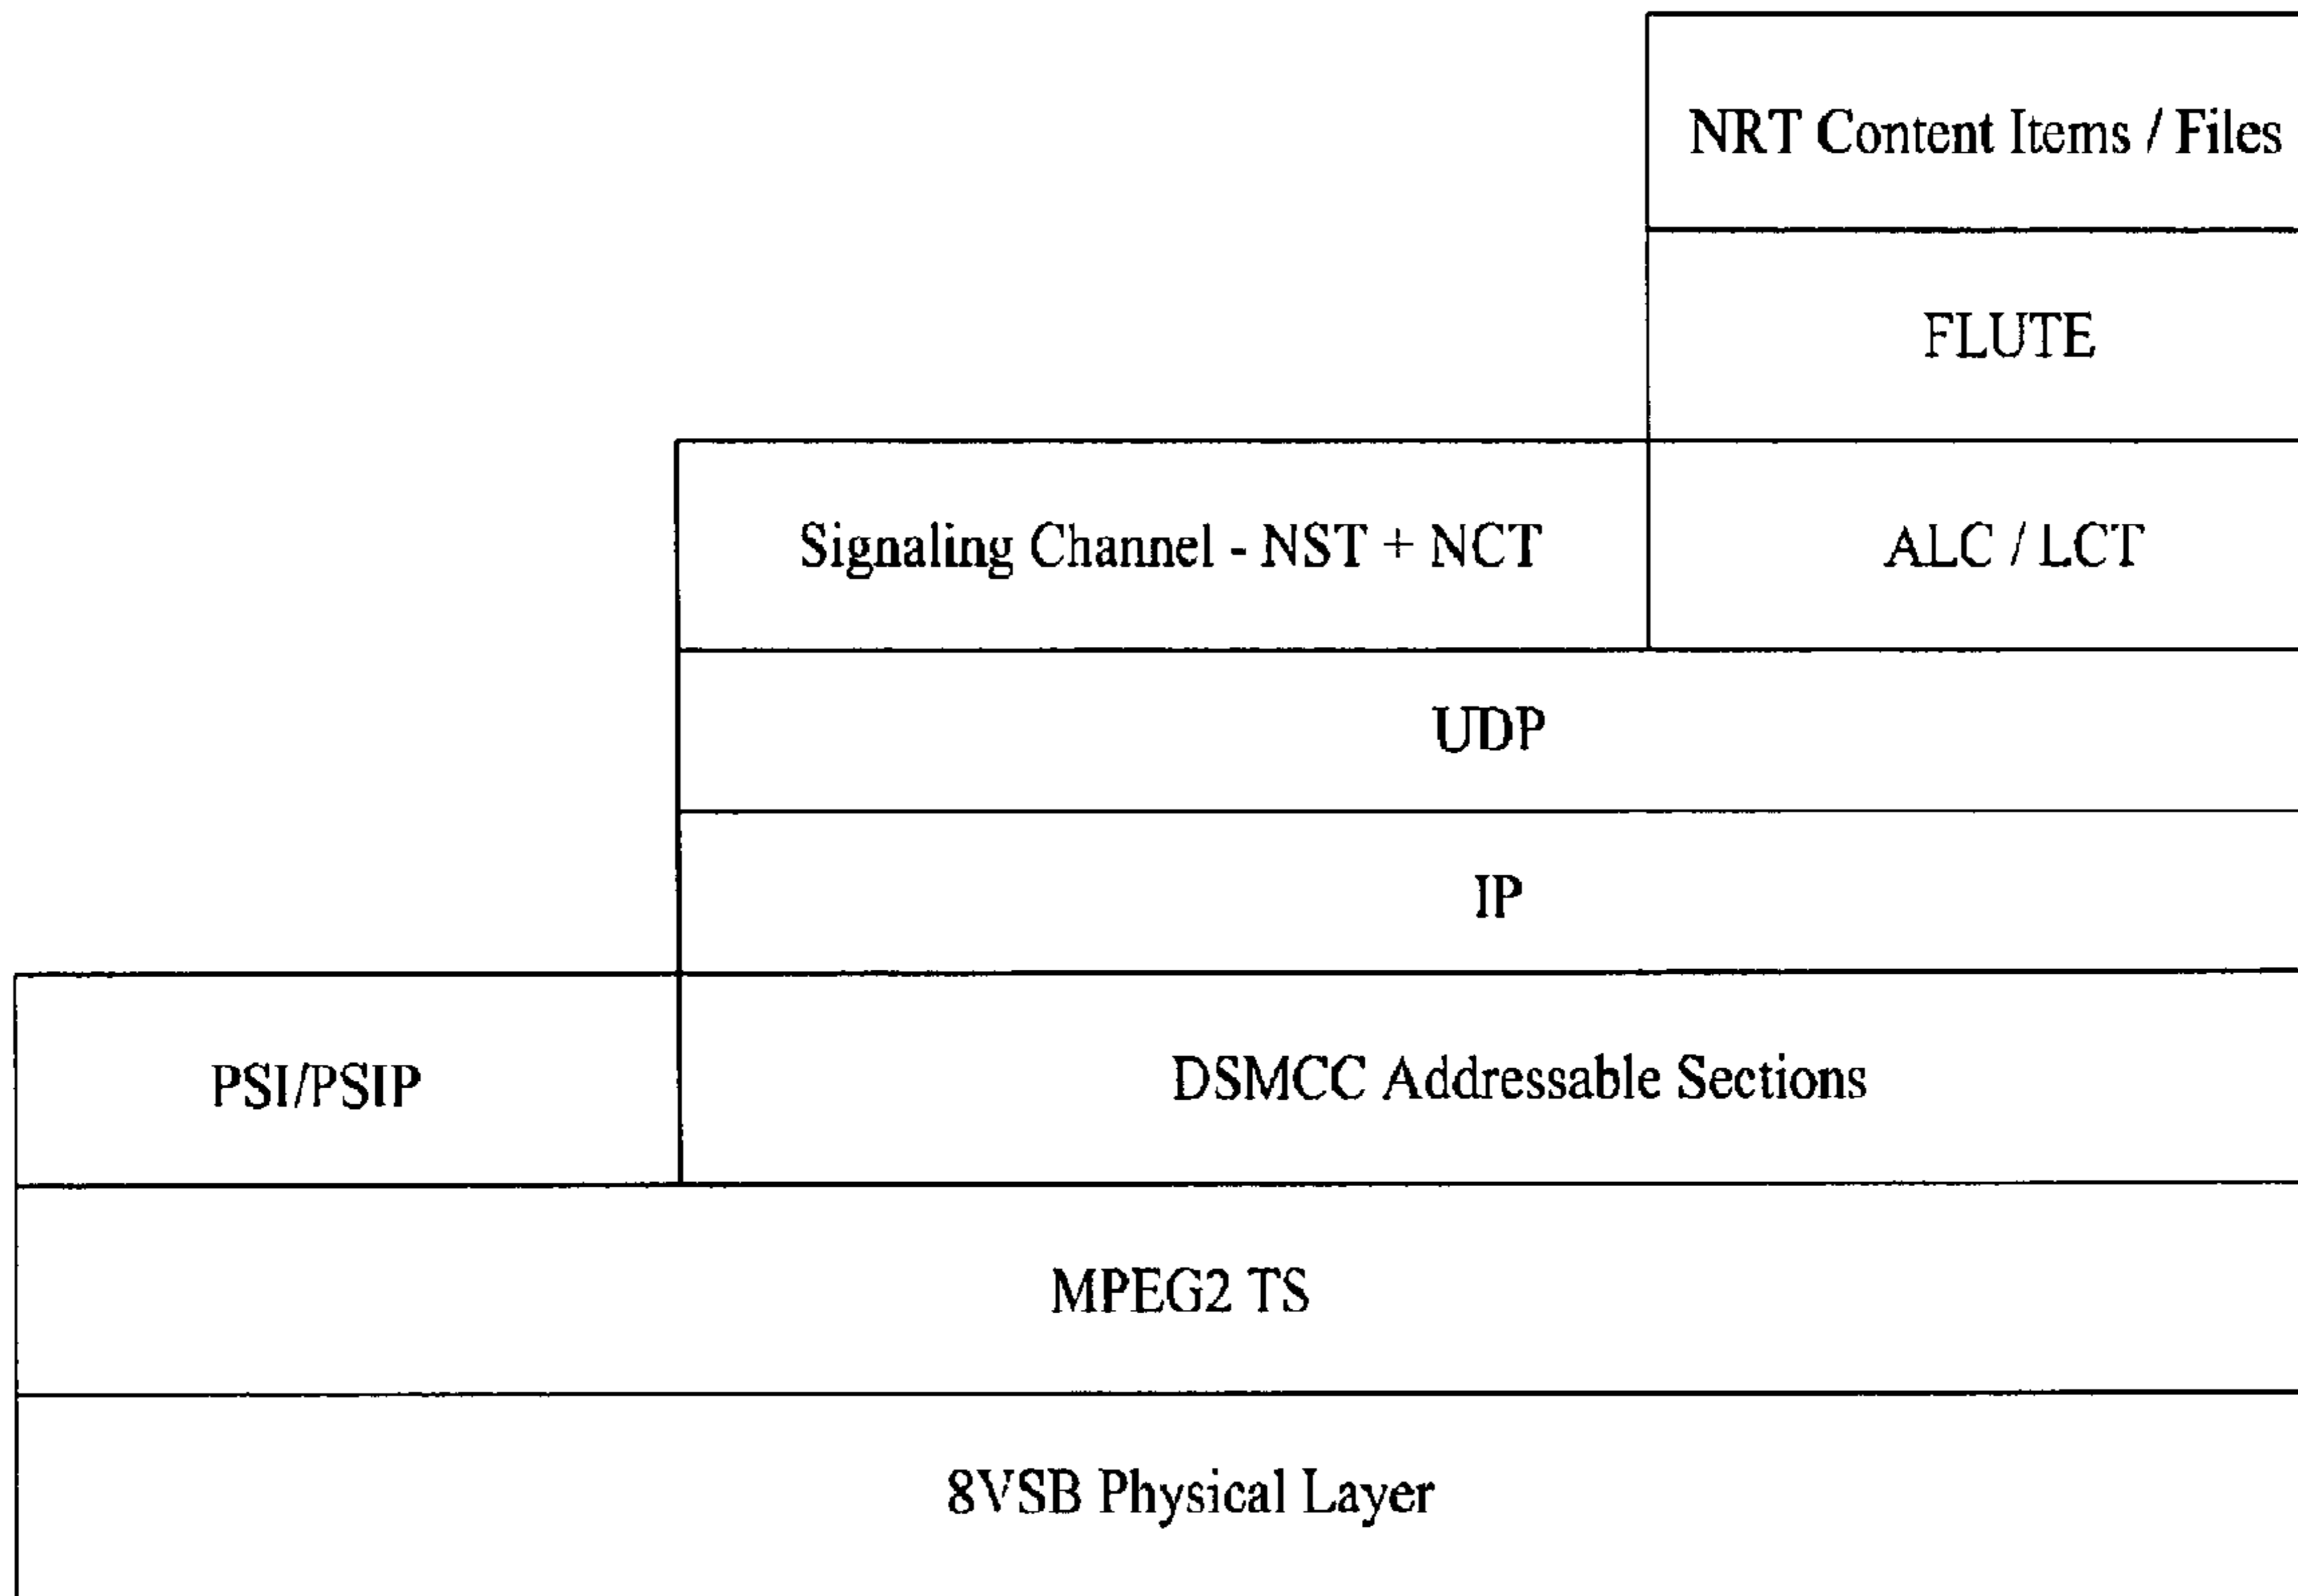 NRT Content Items / Files
FLUTE
Signaling Channel - NST + NCT
ALC / LCT
UDP
IP
PSI/PSIP
DSMCC Addressable Sections
MPEG2 TS
8VSB Physical Layer